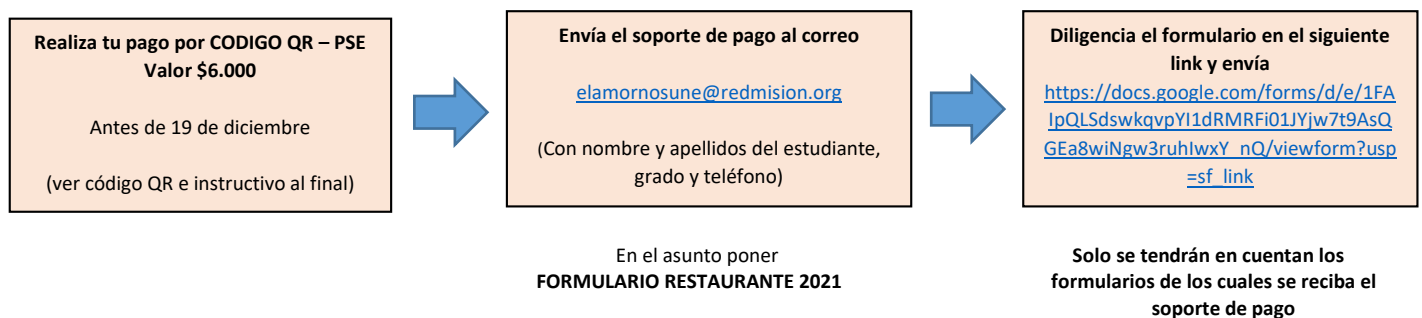 Realiza tu pago por CODIGO QR – PSE
Valor $6.000
Antes de 19 de diciembre
(ver código QR e instructivo al final)
Envía el soporte de pago al correo
elamornosune@redmision.org
(Con nombre y apellidos del estudiante,
grado y teléfono)
En el asunto poner
FORMULARIO RESTAURANTE 2021
Diligencia el formulario en el siguiente
link y envía
https://docs.google.com/forms/d/e/1FA
IpQLSdswkqvpYI1dRMRFi01JYjw7t9AsQ
GEa8wiNgw3ruhIwxY_nQ/viewform?usp
=sf_link
Solo se tendrán en cuentan los
formularios de los cuales se reciba el
soporte de pago